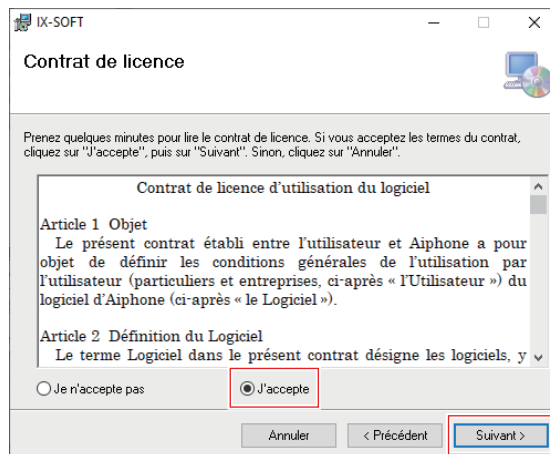 IX-SOFT
Contrat de licence
Prenez quelques minutes pour lire le contrat de licence. Si vous acceptez les termes du contrat,
cliquez sur "J'accepte", puis sur "Suivant". Sinon, cliquez sur "Annuler".
Contrat de licence d'utilisation du logiciel
Article 1 Objet
Le présent contrat établi entre l'utilisateur et Aiphone a pour
objet de définir les conditions générales de l'utilisation par
l'utilisateur (particuliers et entreprises, ci-après « l'Utilisateur ») du
logiciel d'Aiphone (ci-après « le Logiciel »).
Article 2 Définition du Logiciel
Le terme Logiciel dans le présent contrat désigne les logiciels, y
Je n'accepte pas
J'accepte
Annuler
< Précédent
Suivant >